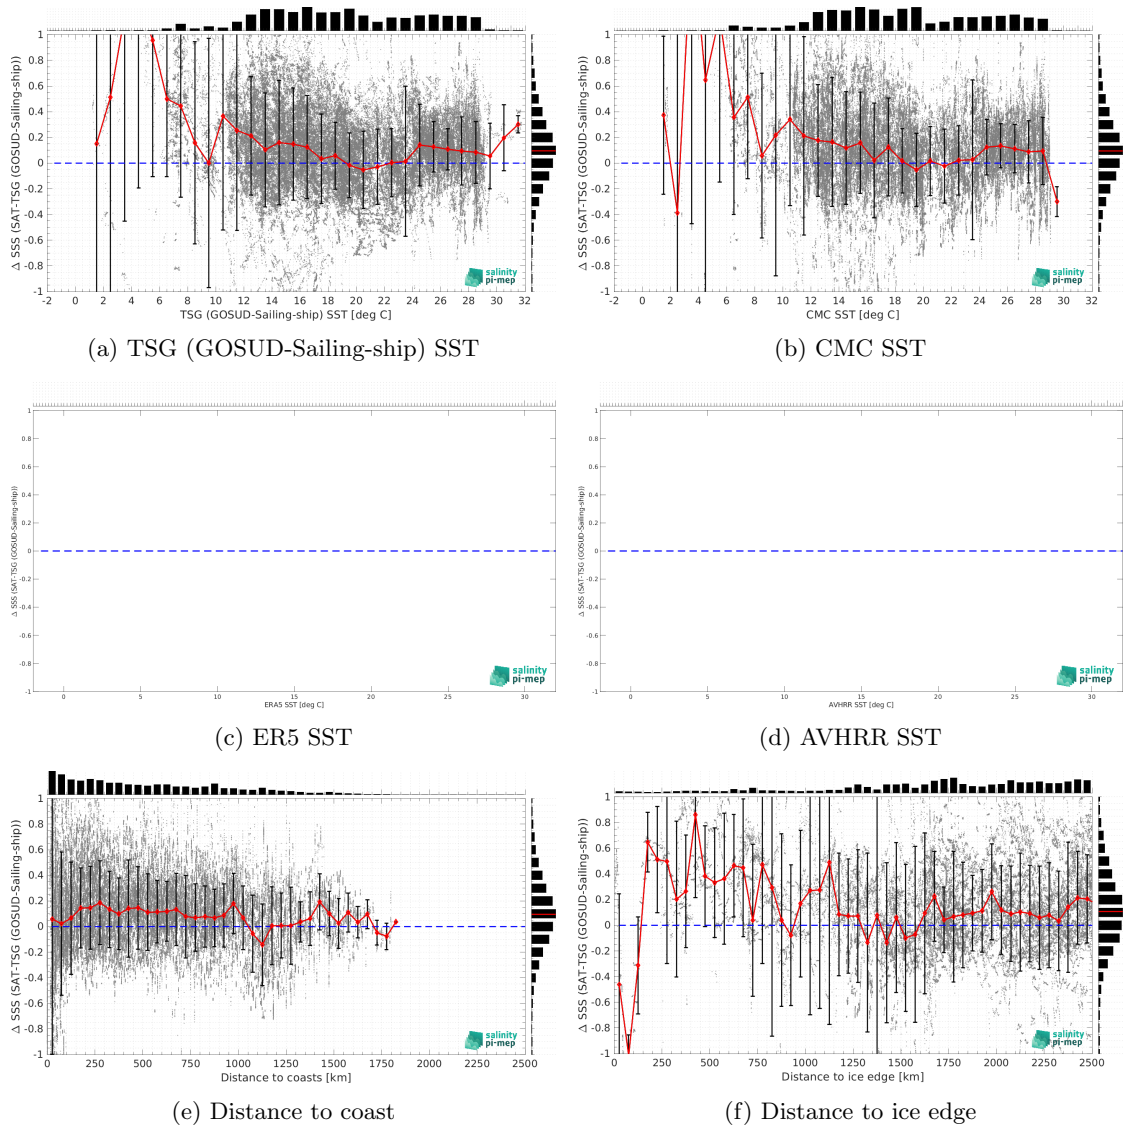 1
0.8
0.6
0.4
0.2
0
-0.2
-0.4
-0.6
-0.8
-1
Δ SSS (SAT-TSG (GOSUD-Sailing-ship))
salinity
pi-mep
-2 0 2 4 6 8 10 12 14 16 18 20 22 24 26 28 30 32
TSG (GOSUD-Sailing-ship) SST [deg C]
(a) TSG (GOSUD-Sailing-ship) SST
1
0.8
0.6
0.4
0.2
0
-0.2
-0.4
-0.6
-0.8
-1
Δ SSS (SAT-TSG (GOSUD-Sailing-ship))
salinity
pi-mep
-2 0 2 4 6 8 10 12 14 16 18 20 22 24 26 28 30 32
CMC SST [deg C]
(b) CMC SST
1
0.8
0.6
0.4
0.2
0
-0.2
-0.4
-0.6
-0.8
-1
Δ SSS (SAT-TSG (GOSUD-Sailing-ship))
salinity
pi-mep
0 5 10 15 20 25 30
ERA5 SST [deg C]
(c) ER5 SST
1
0.8
0.6
0.4
0.2
0
-0.2
-0.4
-0.6
-0.8
-1
Δ SSS (SAT-TSG (GOSUD-Sailing-ship))
salinity
pi-mep
0 5 10 15 20 25 30
AVHRR SST [deg C]
(d) AVHRR SST
1
0.8
0.6
0.4
0.2
0
-0.2
-0.4
-0.6
-0.8
-1
Δ SSS (SAT-TSG (GOSUD-Sailing-ship))
salinity
pi-mep
0 250 500 750 1000 1250 1500 1750 2000 2500
Distance to coasts [km]
(e) Distance to coast
1
0.8
0.6
0.4
0.2
0
-0.2
-0.4
-0.6
-0.8
-1
Δ SSS (SAT-TSG (GOSUD-Sailing-ship))
salinity
pi-mep
0 250 500 750 1000 1250 1500 1750 2000 2500
Distance to ice edge [km]
(f) Distance to ice edge